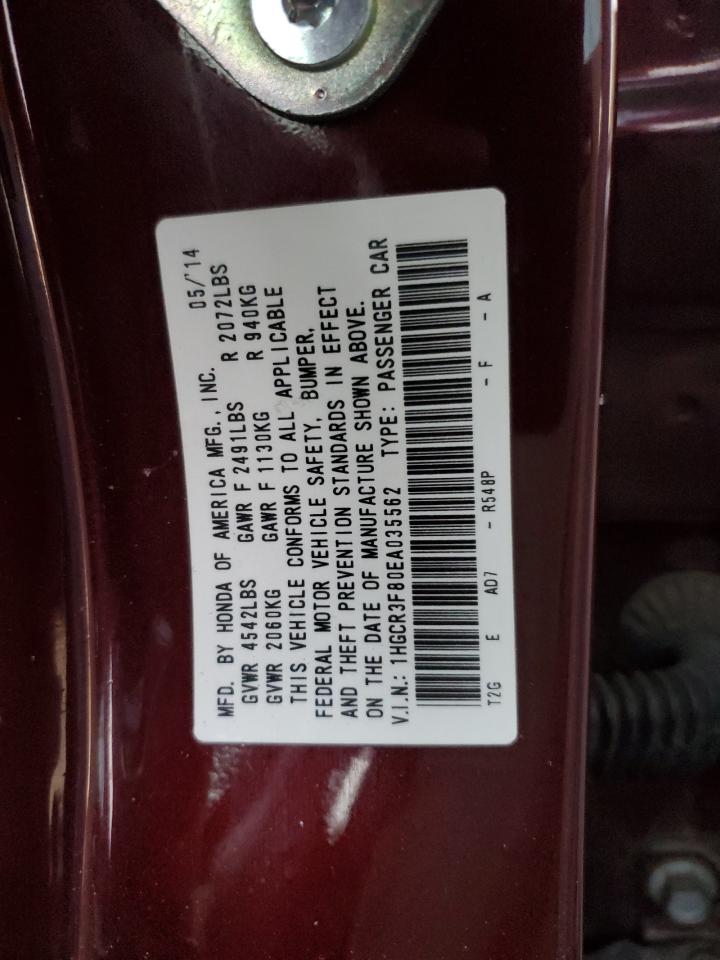 MFD. BY HONDA OF AMERICA MFG., INC. 05/'14
GVWR 4542LBS GAWR F 2491LBS R 2072LBS
GVWR 2060KG GAWR F 1130KG R 940KG
THIS VEHICLE CONFORMS TO ALL APPLICABLE
FEDERAL MOTOR VEHICLE SAFETY, BUMPER,
AND THEFT PREVENTION STANDARDS IN EFFECT
ON THE DATE OF MANUFACTURE SHOWN ABOVE.
V.I.N.: 1HGCR3F80EA035562 TYPE: PASSENGER CAR
T2G E AD7 - R548P - F - A